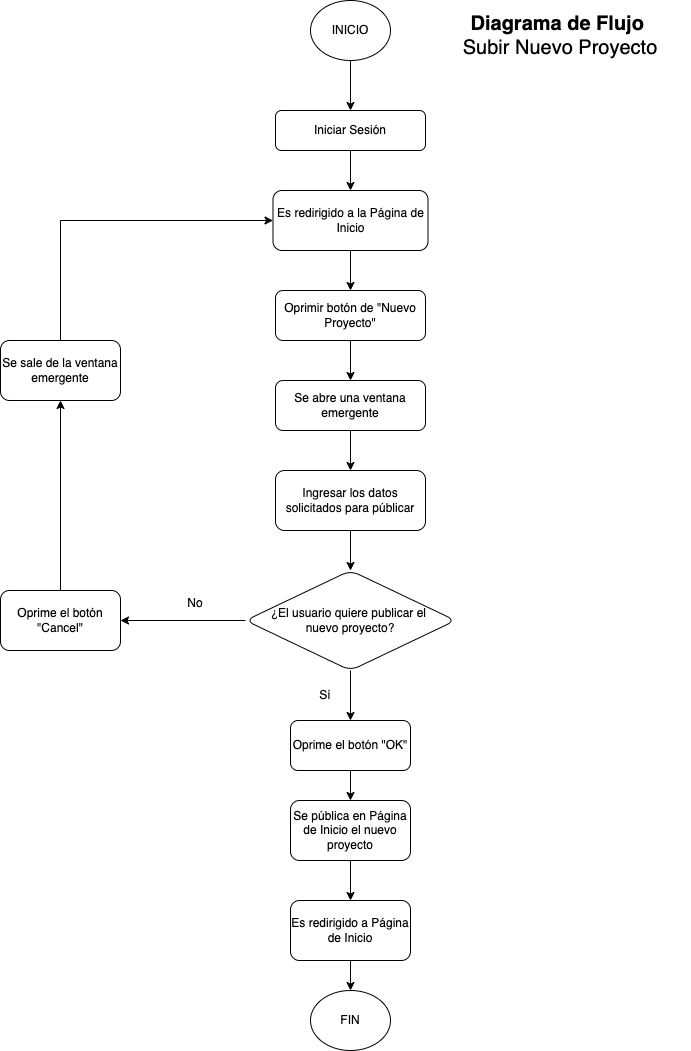 INICIO
Diagrama de Flujo
Subir Nuevo Proyecto
Iniciar Sesión
Es redirigido a la Página de
Inicio
Oprimir botón de "Nuevo
Proyecto"
Se sale de la ventana
emergente
Se abre una ventana
emergente
Ingresar los datos
solicitados para públicar
¿El usuario quiere publicar el
nuevo proyecto?
No
Oprime el botón
"Cancel"
Sí
Oprime el botón "OK"
Se pública en Página
de Inicio el nuevo
proyecto
Es redirigido a Página
de Inicio
FIN